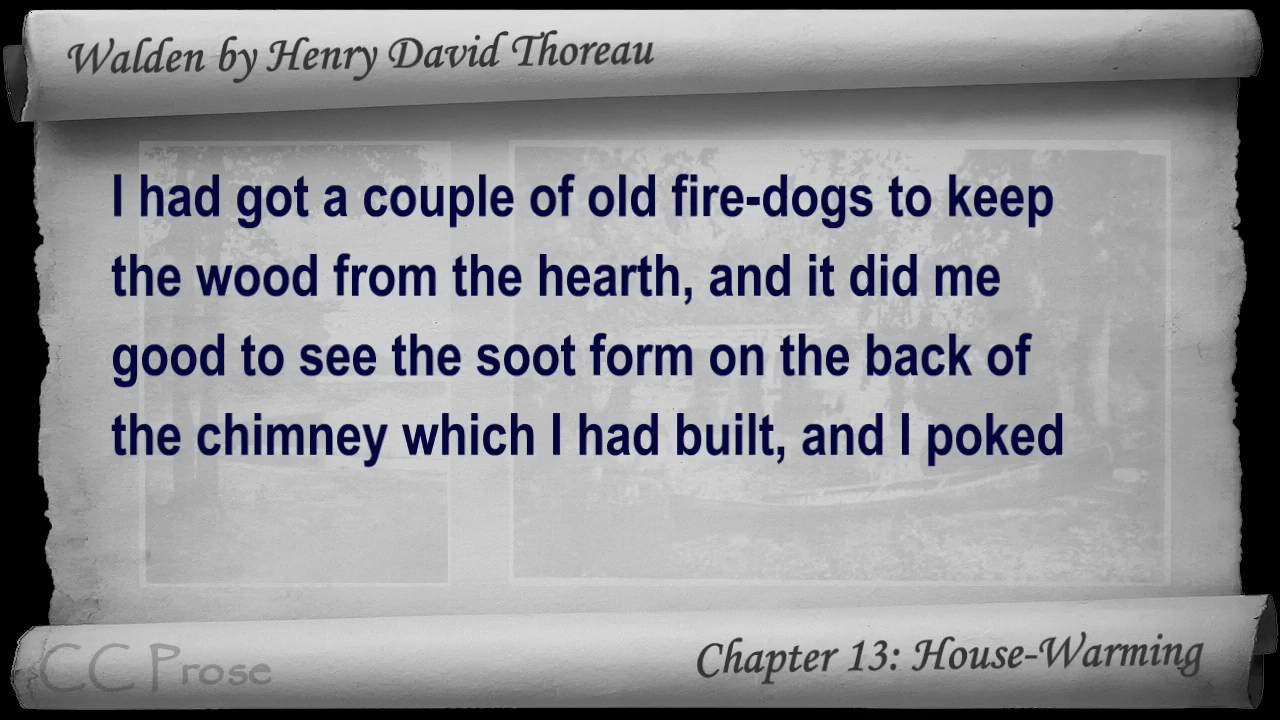 Walden by Henry David Thoreau
I had got a couple of old fire-dogs to keep
the wood from the hearth, and it did me
good to see the soot form on the back of
the chimney which I had built, and I poked
CC Prose
Chapter 13: House-Warming